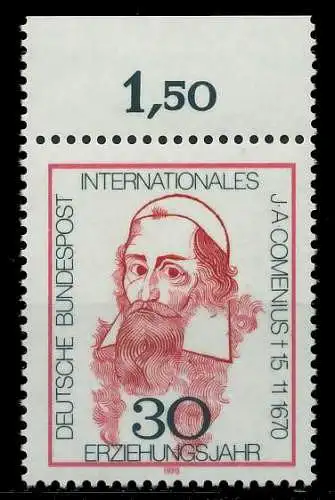 1,50
INTERNATIONALES
DEUTSCHE BUNDESPOST
J·A COMENIUS † 15 11 1670
30
ERZIEHUNGSJAHR
1970